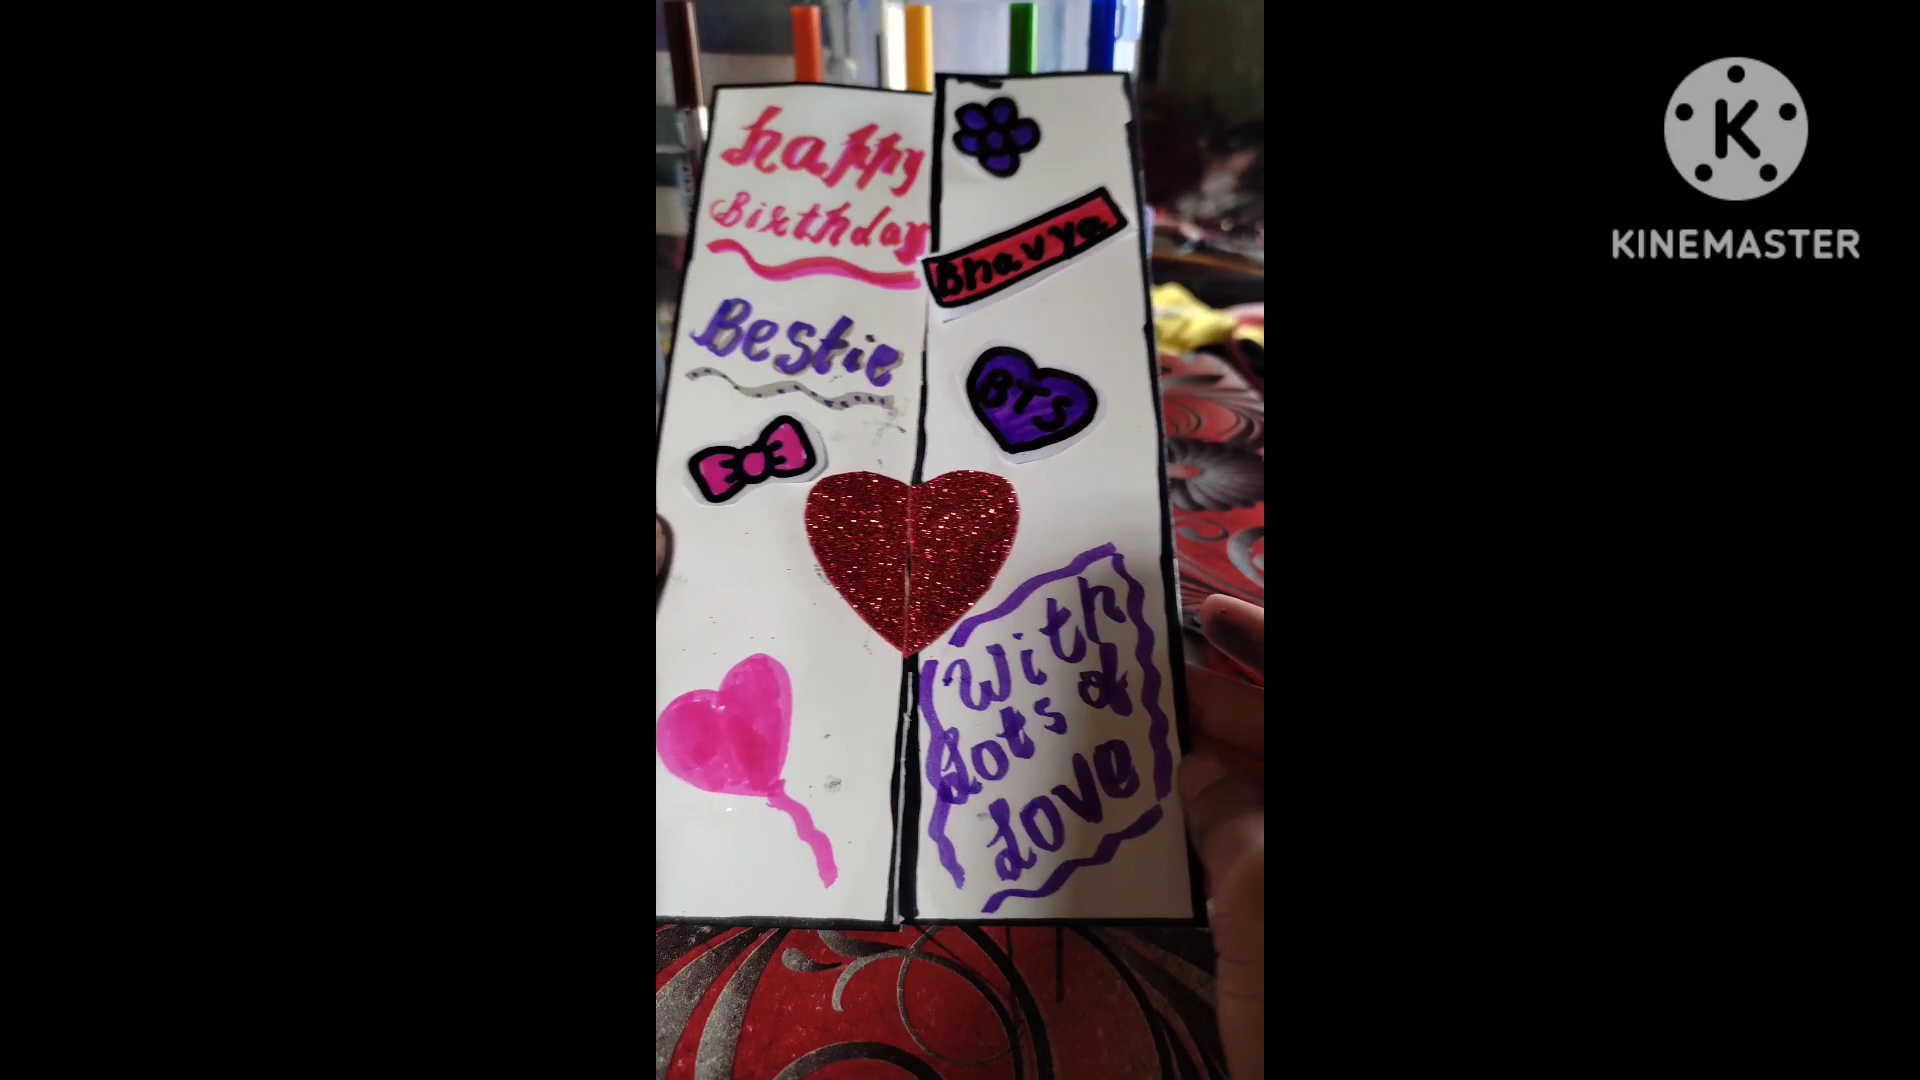 happy
Birthday
Bestie
Bhavya
BTS
With
Lots of
Love
K
KINEMASTER